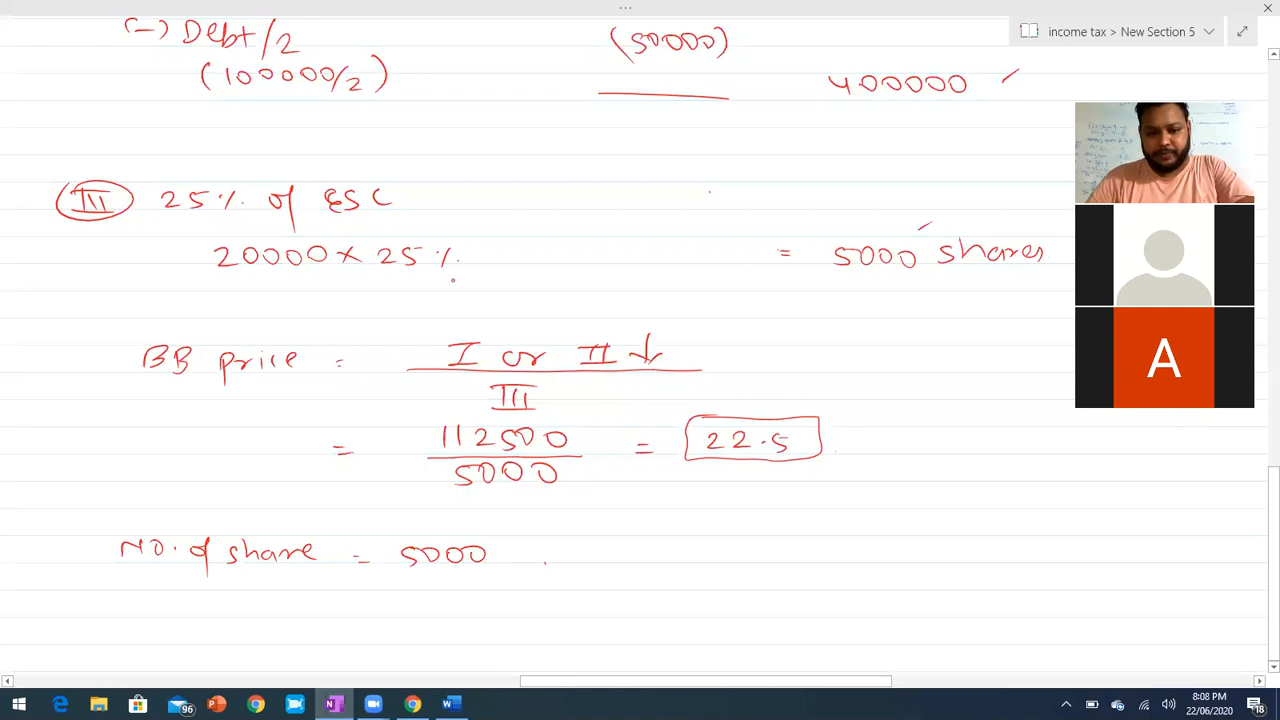 income tax > New Section 5
(-) Debt/2 (50000)
(100000/2) 400000
III 25% of ESC
20000 × 25% = 5000 shares
BB price = I or II ↓
III
= 112500 = 22.5
5000
No. of share = 5000
A
96
8:08 PM
22/06/2020
18